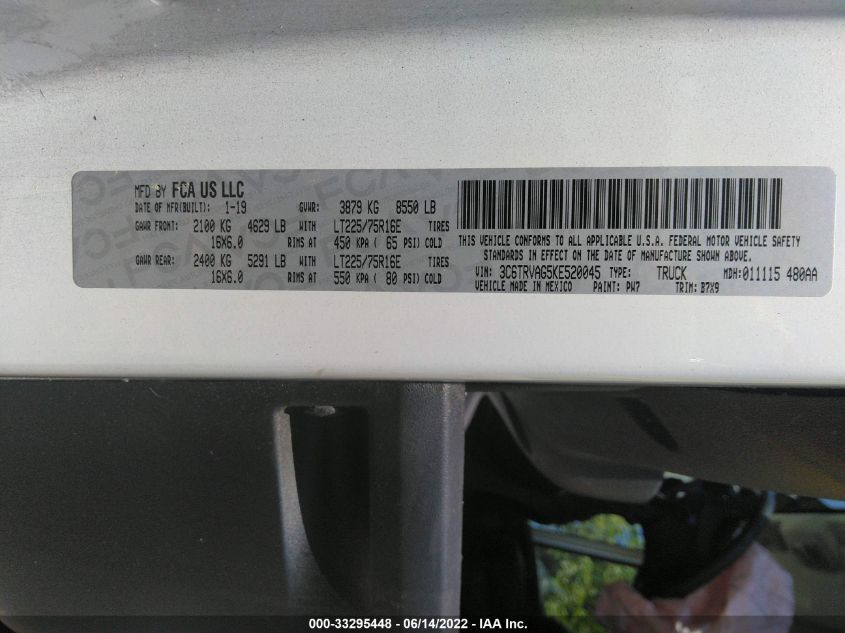 MFD BY FCA US LLC
DATE OF MFR(BUILT): 1-19 GVWR: 3879 KG 8550 LB
GAWR FRONT: 2100 KG 4629 LB WITH LT225/75R16E TIRES
16X6.0 RIMS AT 450 KPA ( 65 PSI) COLD
GAWR REAR: 2400 KG 5291 LB WITH LT225/75R16E TIRES
16X6.0 RIMS AT 550 KPA ( 80 PSI) COLD
THIS VEHICLE CONFORMS TO ALL APPLICABLE U.S.A. FEDERAL MOTOR VEHICLE SAFETY
STANDARDS IN EFFECT ON THE DATE OF MANUFACTURE SHOWN ABOVE.
VIN: 3C6TRVAG5KE520045 TYPE: TRUCK MDH:011115 480AA
VEHICLE MADE IN MEXICO PAINT: PW7 TRIM: B7X9
000-33295448 - 06/14/2022 - IAA Inc.